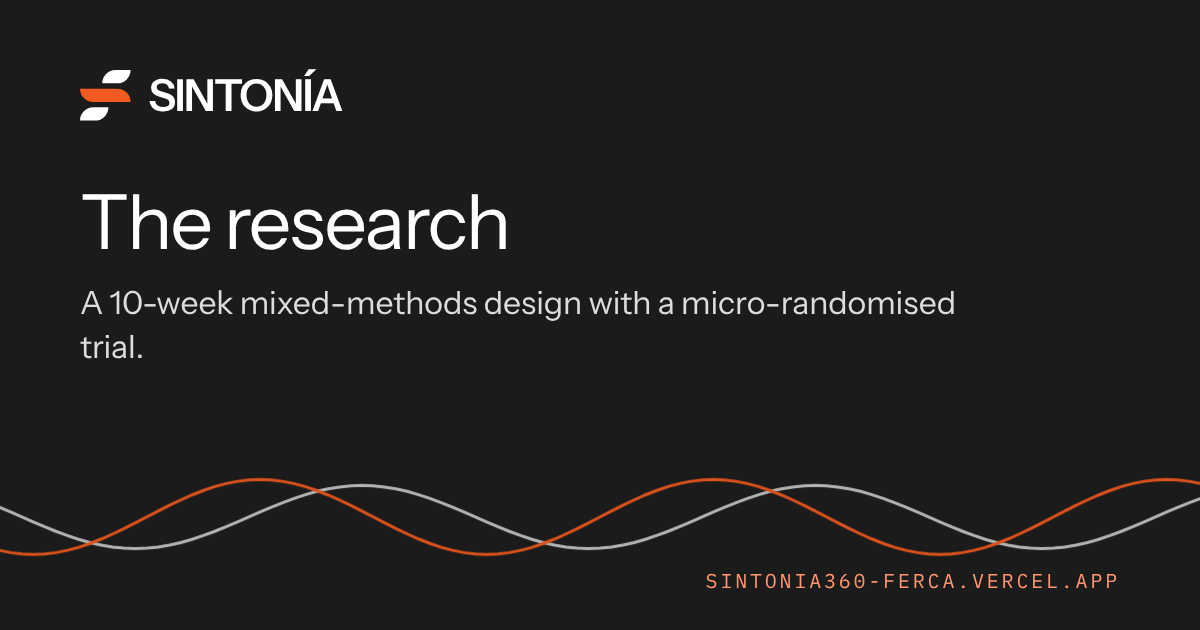 SINTONÍA
The research
A 10-week mixed-methods design with a micro-randomised
trial.
SINTONIA360-FERCA.VERCEL.APP